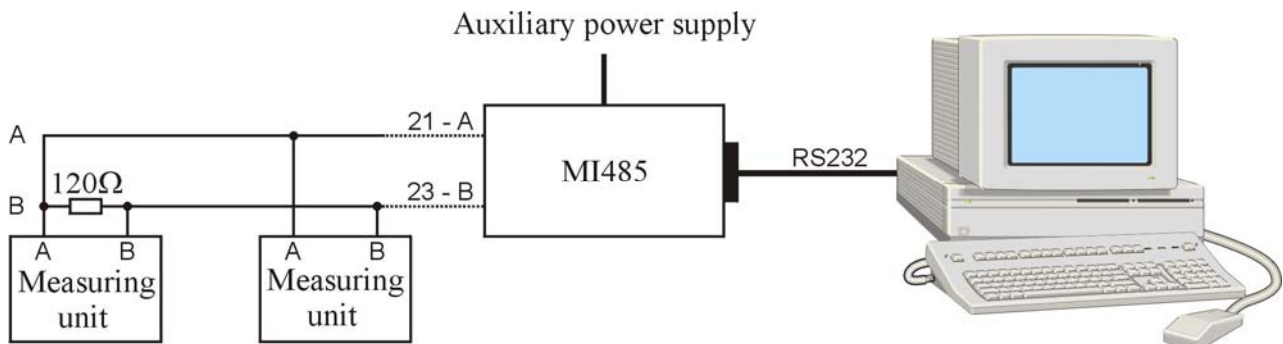 Auxiliary power supply
A
21 - A
MI485
RS232
120Ω
B
23 - B
A B
Measuring
unit
A B
Measuring
unit